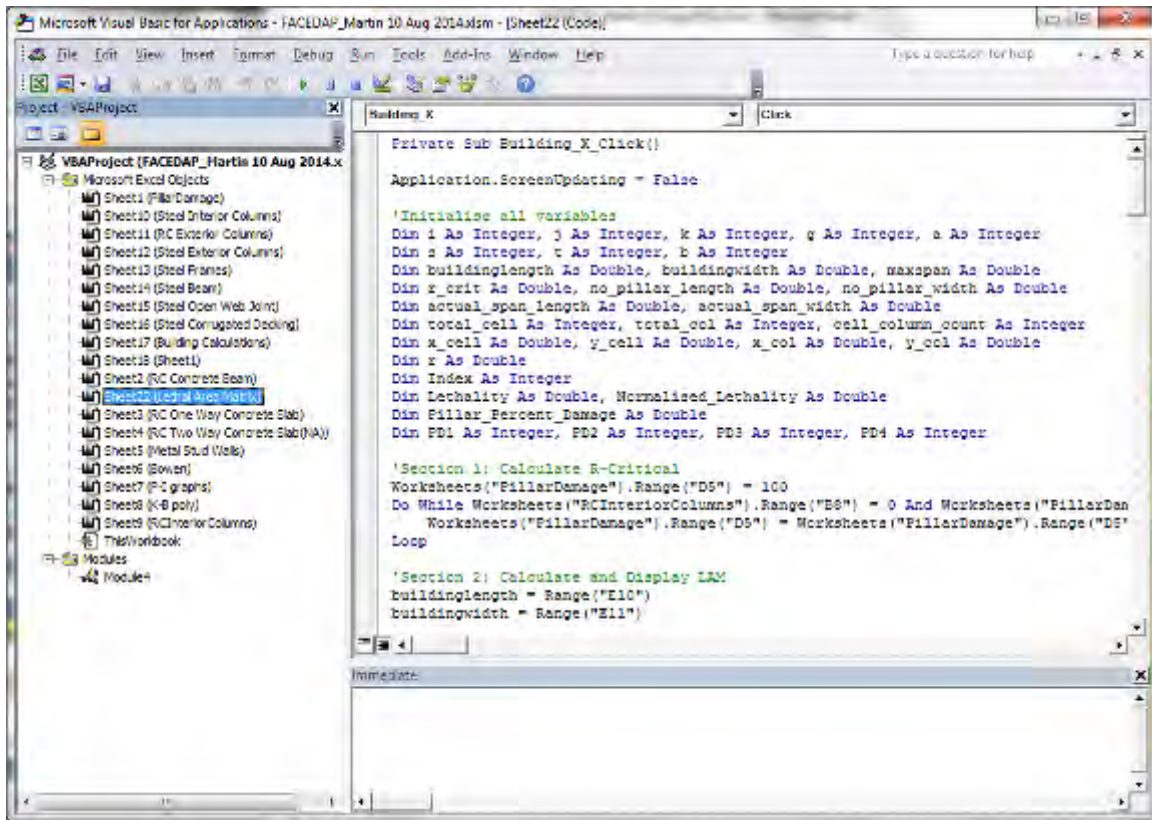 Microsoft Visual Basic for Applications - FACEDAP_Martin 10 Aug 2014.xlsm - [Sheet22 (Code)]
File Edit View Insert Format Debug Run Tools Add-Ins Window Help Type a question for help
Project - VBAProject
VBAProject (FACEDAP_Martin 10 Aug 2014.x
Microsoft Excel Objects
Sheet1 (PillarDamage)
Sheet10 (Steel Interior Columns)
Sheet11 (RC Exterior Columns)
Sheet12 (Steel Exterior Columns)
Sheet13 (Steel Frames)
Sheet14 (Steel Beam)
Sheet15 (Steel Open Web Joint)
Sheet16 (Steel Corrugated Decking)
Sheet17 (Building Calculations)
Sheet18 (Sheet1)
Sheet2 (RC Concrete Beam)
Sheet22 (Lethal Area Matrix)
Sheet3 (RC One Way Concrete Slab)
Sheet4 (RC Two Way Concrete Slab(NA))
Sheet5 (Metal Stud Walls)
Sheet6 (Bowen)
Sheet7 (P-I graphs)
Sheet8 (K-B poly)
Sheet9 (RCInteriorColumns)
ThisWorkbook
Modules
Module4
Building_X Click
Private Sub Building_X_Click()
Application.ScreenUpdating = False
'Initialise all variables
Dim i As Integer, j As Integer, k As Integer, g As Integer, a As Integer
Dim s As Integer, t As Integer, b As Integer
Dim buildinglength As Double, buildingwidth As Double, maxspan As Double
Dim r_crit As Double, no_pillar_length As Double, no_pillar_width As Double
Dim actual_span_length As Double, actual_span_width As Double
Dim total_cell As Integer, total_col As Integer, cell_column_count As Integer
Dim x_cell As Double, y_cell As Double, x_col As Double, y_col As Double
Dim r As Double
Dim Index As Integer
Dim Lethality As Double, Normalised_Lethality As Double
Dim Pillar_Percent_Damage As Double
Dim PD1 As Integer, PD2 As Integer, PD3 As Integer, PD4 As Integer
'Section 1: Calculate R-Critical
Worksheets("PillarDamage").Range("D5") = 100
Do While Worksheets("RCInteriorColumns").Range("B8") = 0 And Worksheets("PillarDam
Worksheets("PillarDamage").Range("D5") = Worksheets("PillarDamage").Range("D5"
Loop
'Section 2: Calculate and Display LAM
buildinglength = Range("E10")
buildingwidth = Range("E11")
Immediate